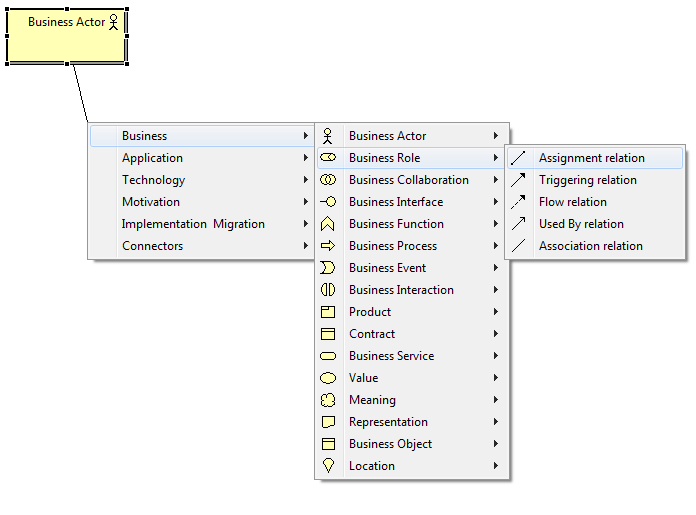 Business Actor
Business
Application
Technology
Motivation
Implementation  Migration
Connectors
Business Actor
Business Role
Business Collaboration
Business Interface
Business Function
Business Process
Business Event
Business Interaction
Product
Contract
Business Service
Value
Meaning
Representation
Business Object
Location
Assignment relation
Triggering relation
Flow relation
Used By relation
Association relation